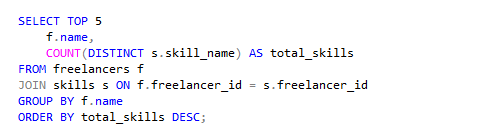 SELECT TOP 5
    f.name,
    COUNT(DISTINCT s.skill_name) AS total_skills
FROM freelancers f
JOIN skills s ON f.freelancer_id = s.freelancer_id
GROUP BY f.name
ORDER BY total_skills DESC;